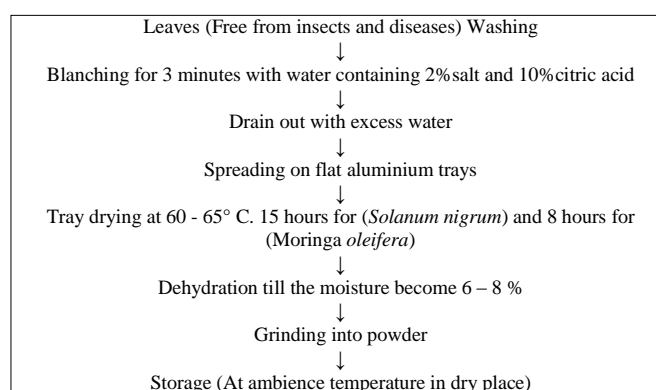 Leaves (Free from insects and diseases) Washing
↓
Blanching for 3 minutes with water containing 2%salt and 10%citric acid
↓
Drain out with excess water
↓
Spreading on flat aluminium trays
↓
Tray drying at 60 - 65° C. 15 hours for (Solanum nigrum) and 8 hours for
(Moringa oleifera)
↓
Dehydration till the moisture become 6 – 8 %
↓
Grinding into powder
↓
Storage (At ambience temperature in dry place)